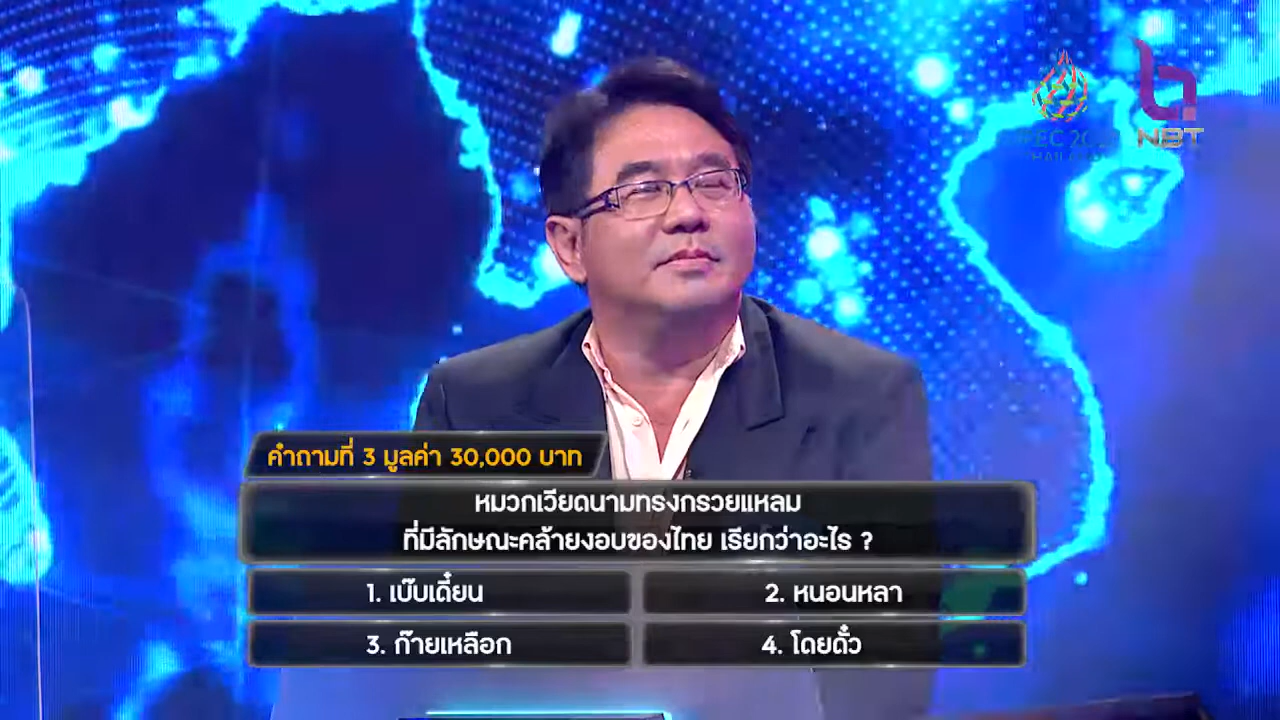 NBT
คำถามที่ 3 มูลค่า 30,000 บาท
หมวกเวียดนามทรงกรวยแหลม
ที่มีลักษณะคล้ายงอบของไทย เรียกว่าอะไร ?
1. เบ๊บเดี๋ยน
2. หนอนหลา
3. ก๊ายเหลือก
4. โดยดั๋ว